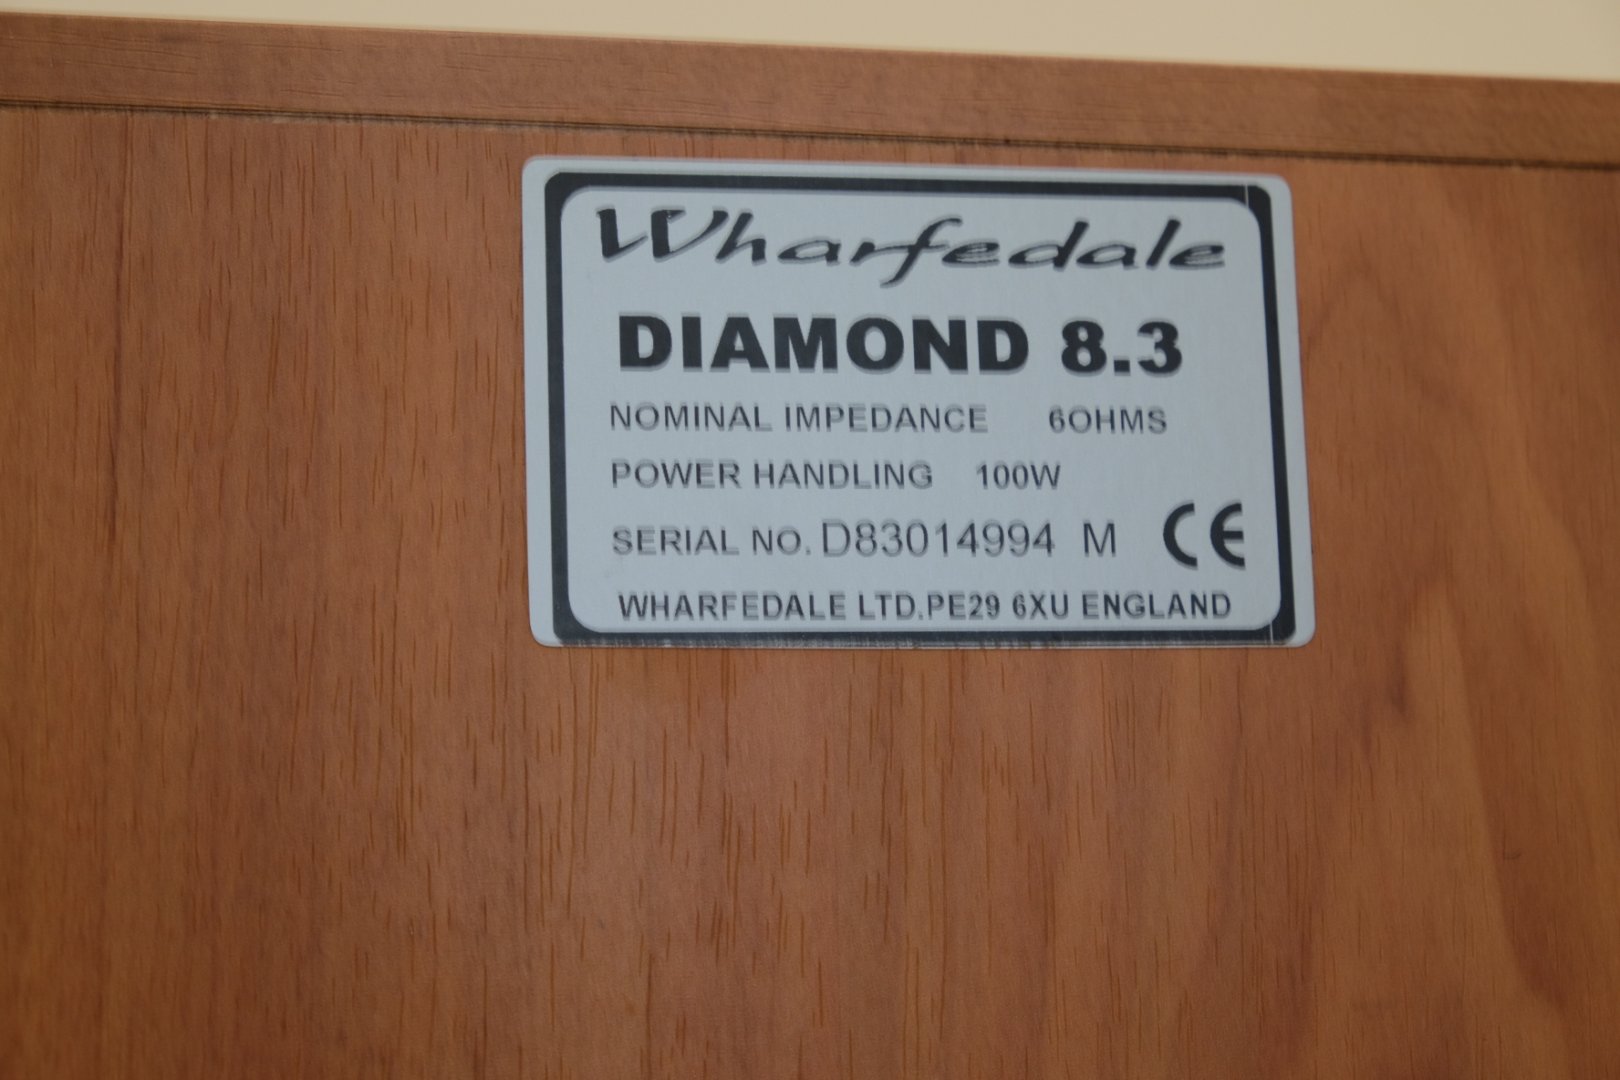 Wharfedale
DIAMOND 8.3
NOMINAL IMPEDANCE 6OHMS
POWER HANDLING 100W
SERIAL NO. D83014994 M CE
WHARFEDALE LTD.PE29 6XU ENGLAND